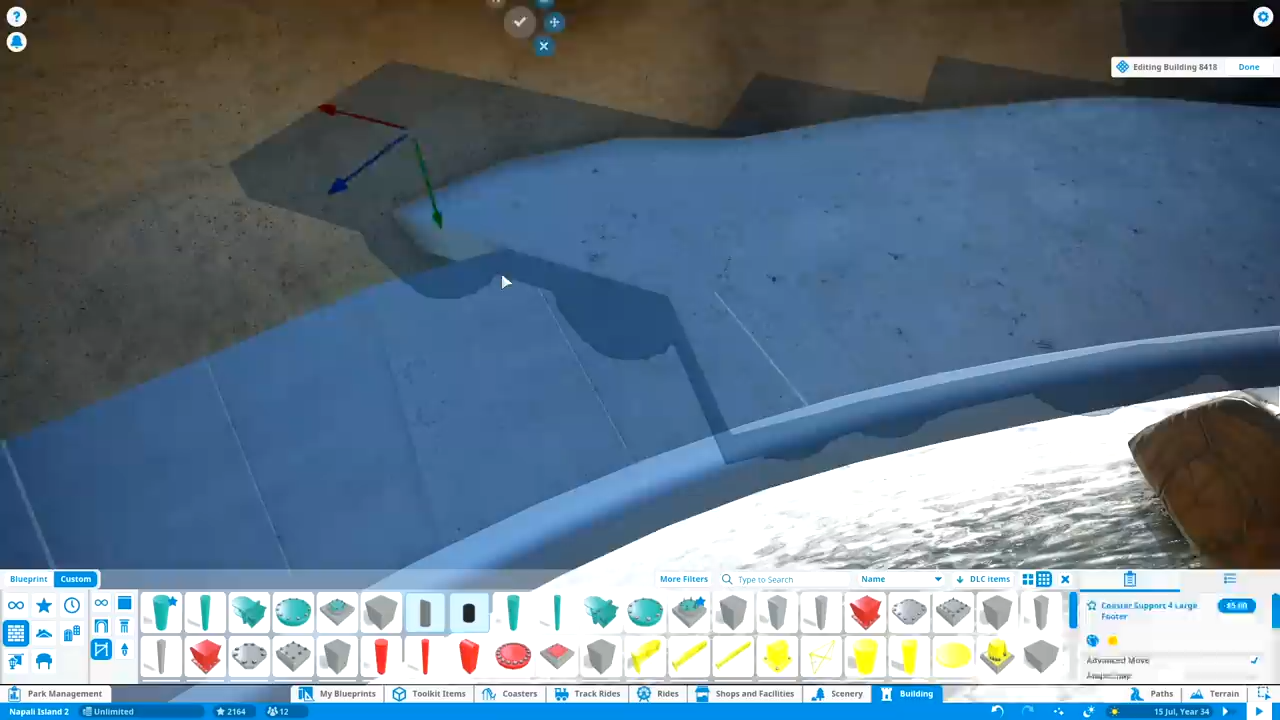 ?
Editing Building 8418 Done
Blueprint Custom More Filters Type to Search Name DLC items
Coaster Support 4 Large
Footer
Advanced Move
Park Management My Blueprints Toolkit Items Coasters Track Rides Rides Shops and Facilities Scenery Building Paths Terrain
Napali Island 2 Unlimited 2164 12 15 Jul, Year 34